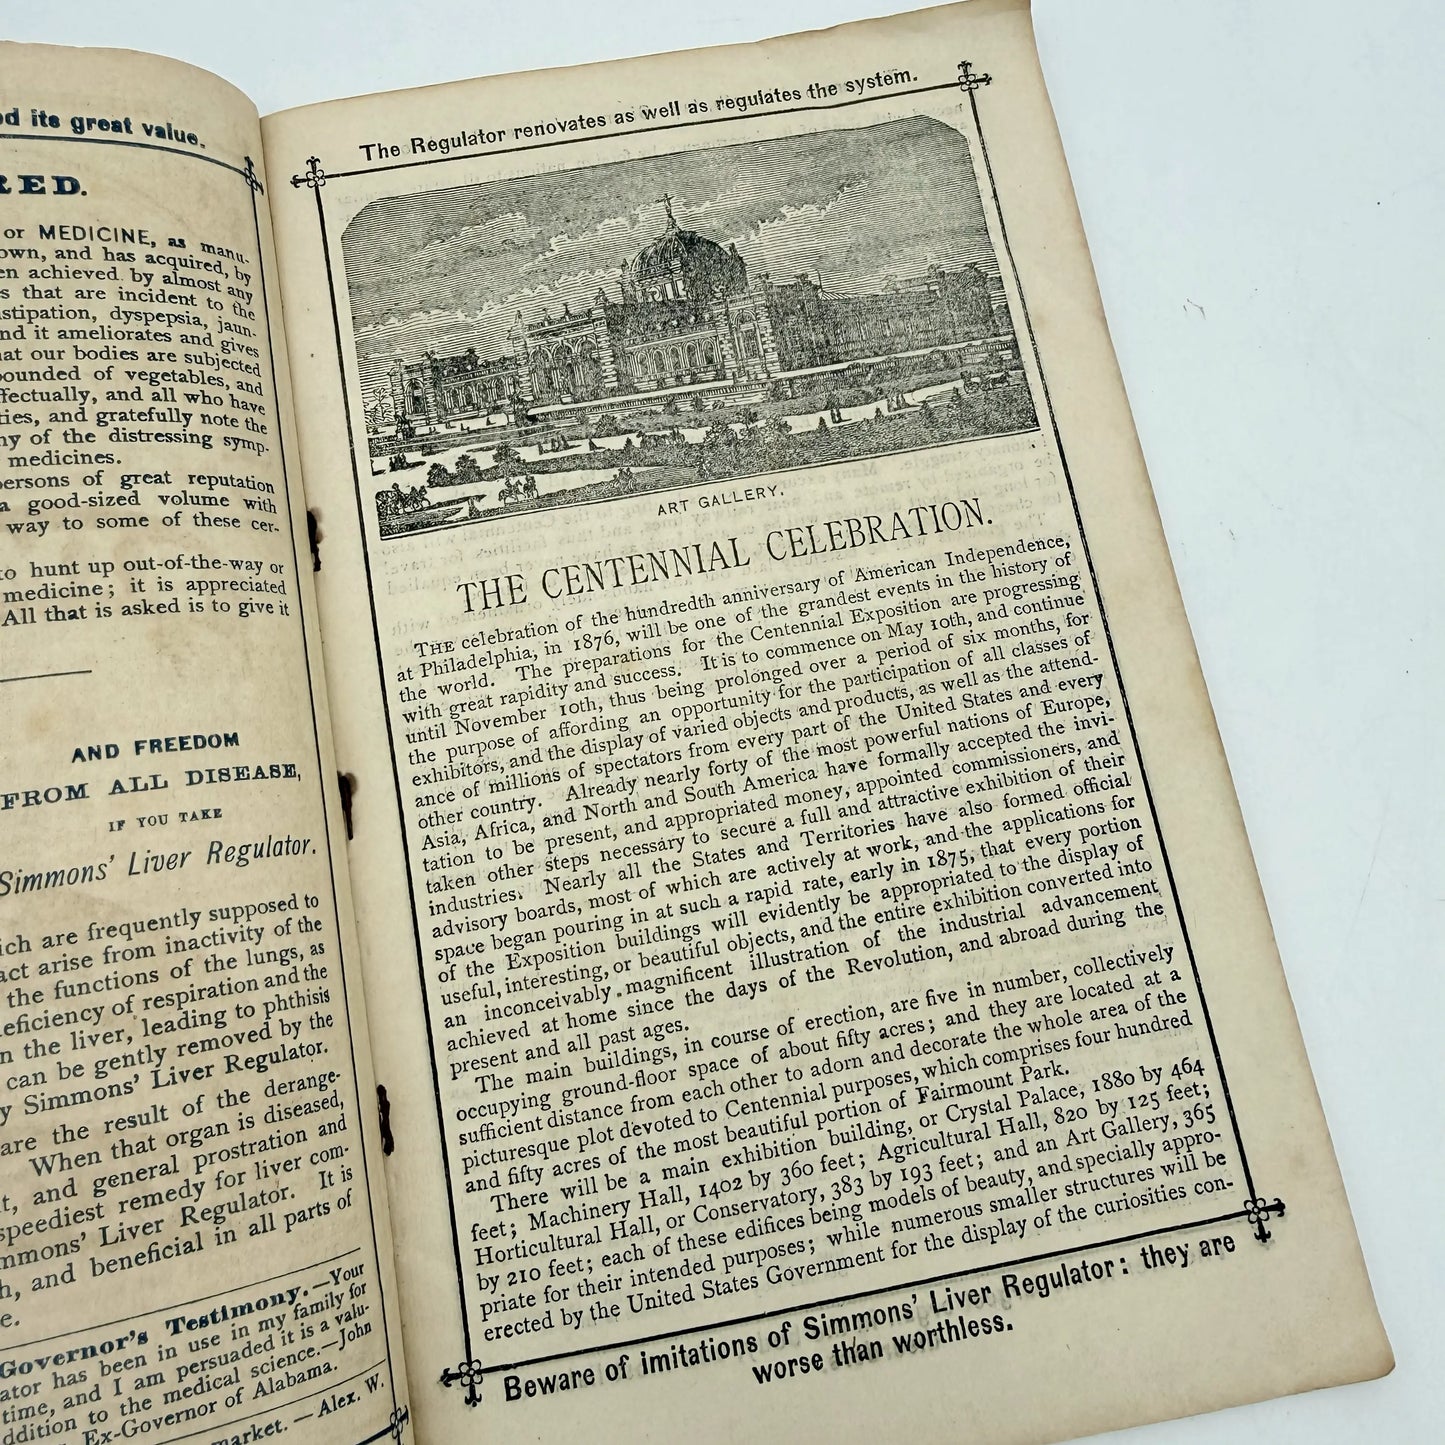 ed its great value.
RED.
or MEDICINE, as manu-
own, and has acquired, by
en achieved by almost any
s that are incident to the
stipation, dyspepsia, jaun-
nd it ameliorates and gives
hat our bodies are subjected
pounded of vegetables, and
ffectually, and all who have
ties, and gratefully note the
ny of the distressing symp-
medicines.
persons of great reputation
a good-sized volume with
way to some of these cer-
to hunt up out-of-the-way or
medicine; it is appreciated
All that is asked is to give it
AND FREEDOM
FROM ALL DISEASE,
IF YOU TAKE
Simmons' Liver Regulator.
ich are frequently supposed to
act arise from inactivity of the
the functions of the lungs, as
eficiency of respiration and the
n the liver, leading to phthisis
can be gently removed by the
y Simmons' Liver Regulator.
are the result of the derange-
When that organ is diseased,
t, and general prostration and
speediest remedy for liver com-
mmons' Liver Regulator. It is
h, and beneficial in all parts of
e.
Governor's Testimony.—Your
ator has been in use in my family for
time, and I am persuaded it is a valu-
ddition to the medical science.—John
Ex-Governor of Alabama.
market. — Alex. W.
The Regulator renovates as well as regulates the system.
ART GALLERY.
THE CENTENNIAL CELEBRATION.
THE celebration of the hundredth anniversary of American Independence,
at Philadelphia, in 1876, will be one of the grandest events in the history of
the world. The preparations for the Centennial Exposition are progressing
with great rapidity and success. It is to commence on May 10th, and continue
until November 10th, thus being prolonged over a period of six months, for
the purpose of affording an opportunity for the participation of all classes of
exhibitors, and the display of varied objects and products, as well as the attend-
ance of millions of spectators from every part of the United States and every
other country. Already nearly forty of the most powerful nations of Europe,
Asia, Africa, and North and South America have formally accepted the invi-
tation to be present, and appropriated money, appointed commissioners, and
taken other steps necessary to secure a full and attractive exhibition of their
industries. Nearly all the States and Territories have also formed official
advisory boards, most of which are actively at work, and the applications for
space began pouring in at such a rapid rate, early in 1875, that every portion
of the Exposition buildings will evidently be appropriated to the display of
useful, interesting, or beautiful objects, and the entire exhibition converted into
an inconceivably magnificent illustration of the industrial advancement
achieved at home since the days of the Revolution, and abroad during the
present and all past ages.
The main buildings, in course of erection, are five in number, collectively
occupying ground-floor space of about fifty acres; and they are located at a
sufficient distance from each other to adorn and decorate the whole area of the
picturesque plot devoted to Centennial purposes, which comprises four hundred
and fifty acres of the most beautiful portion of Fairmount Park.
There will be a main exhibition building, or Crystal Palace, 1880 by 464
feet; Machinery Hall, 1402 by 360 feet; Agricultural Hall, 820 by 125 feet;
Horticultural Hall, or Conservatory, 383 by 193 feet; and an Art Gallery, 365
by 210 feet; each of these edifices being models of beauty, and specially appro-
priate for their intended purposes; while numerous smaller structures will be
erected by the United States Government for the display of the curiosities con-
Beware of imitations of Simmons' Liver Regulator: they are
worse than worthless.